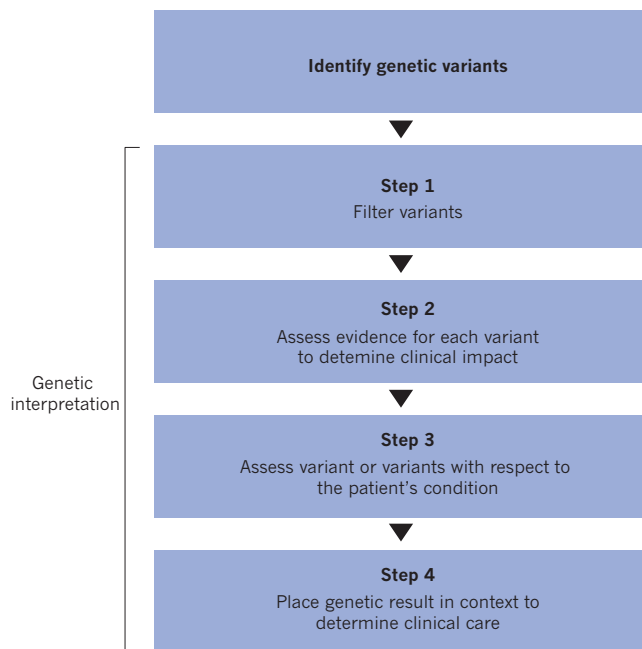 Identify genetic variants
Step 1
Filter variants
Step 2
Assess evidence for each variant
to detemine clinical impact
Genetic
interpretation
Step 3
Assess variant or variants with respect to
the patient’s condition
Step 4
Place genetic result in context to
determine clinical care